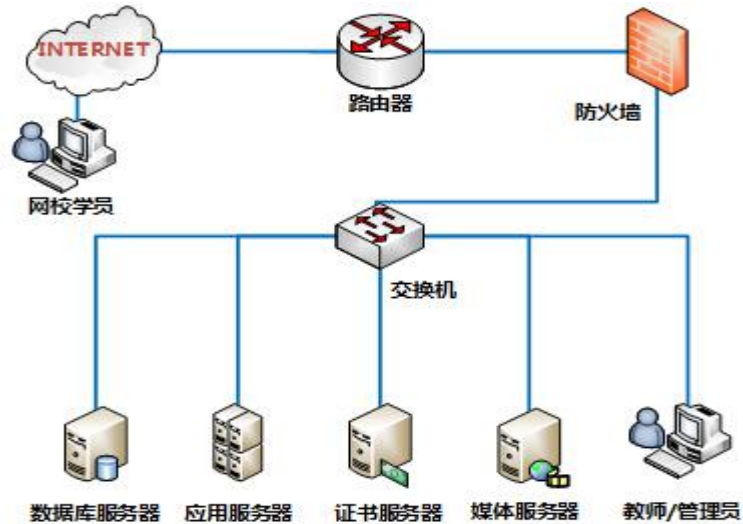 INTERNET
路由器
防火墙
网校学员
交换机
数据库服务器
应用服务器
证书服务器
媒体服务器
教师/管理员